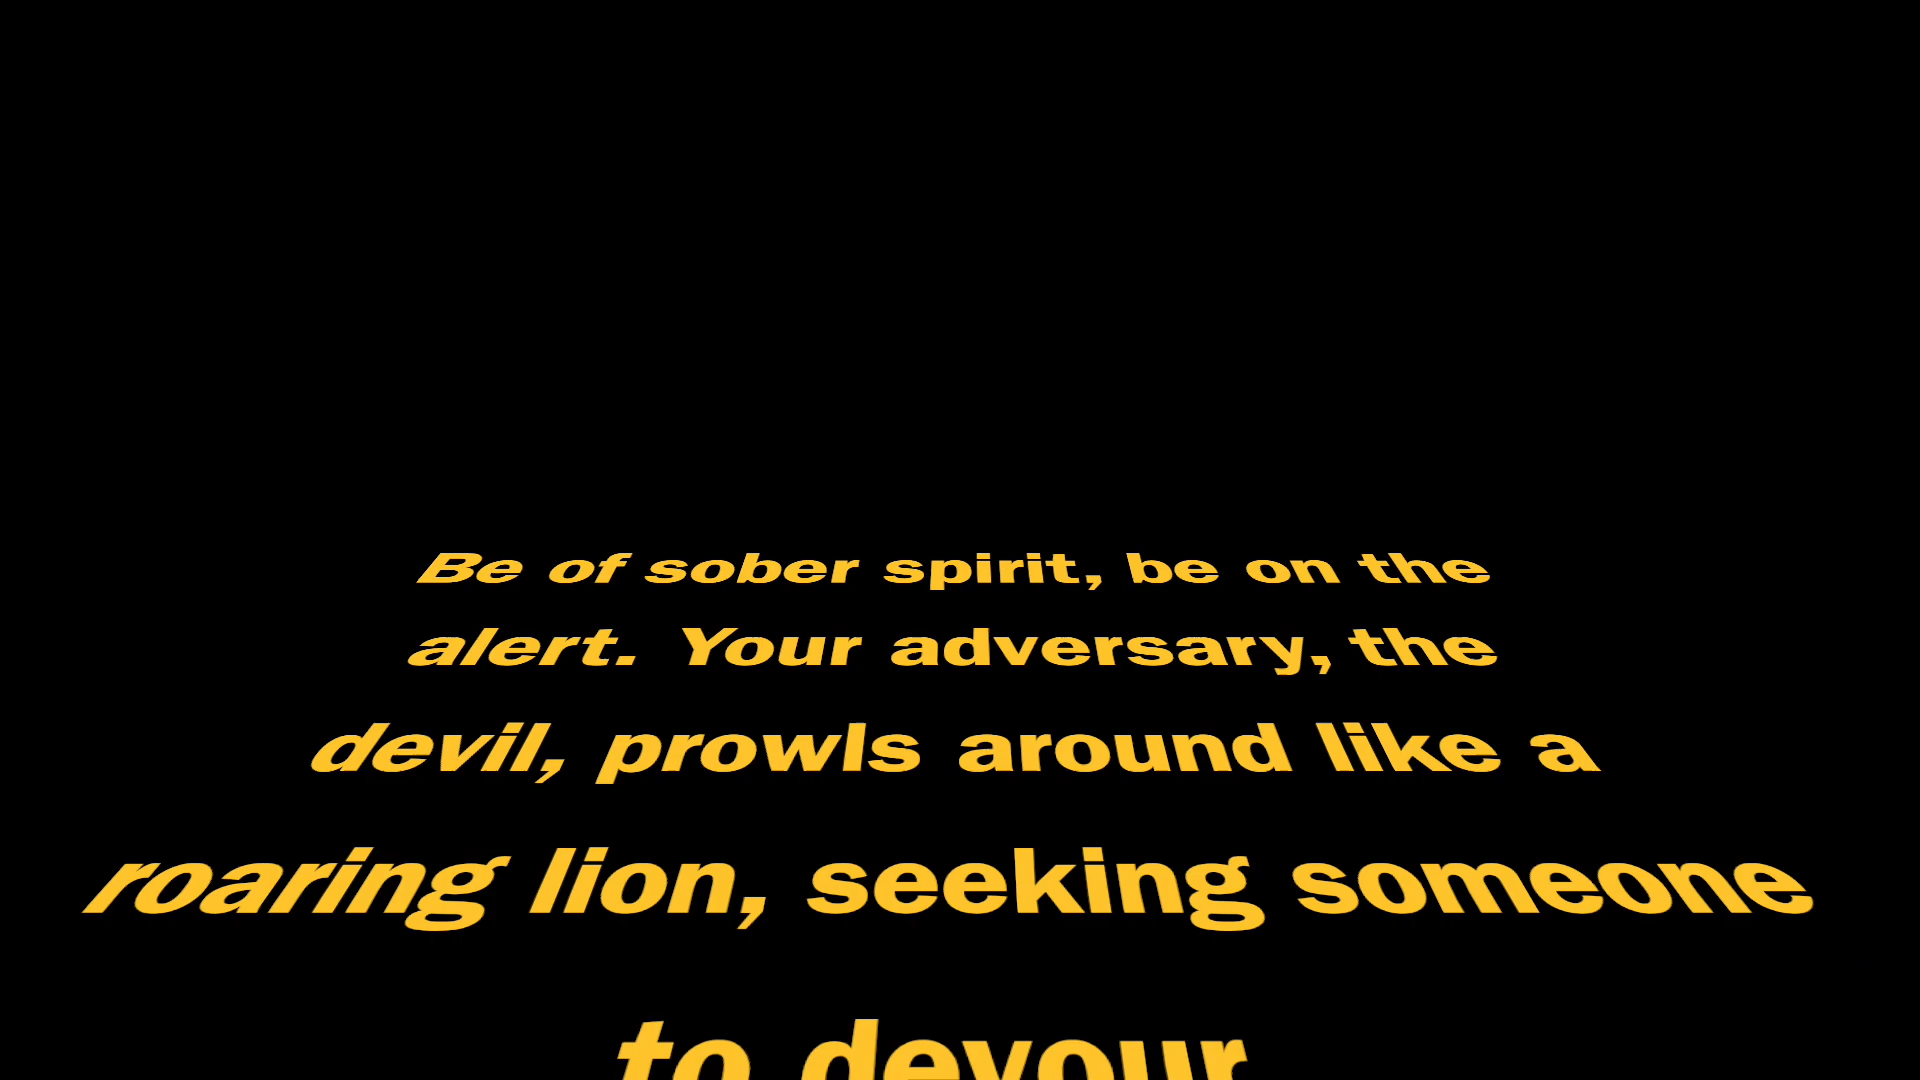 Be of sober spirit, be on the
alert. Your adversary, the
devil, prowls around like a
roaring lion, seeking someone
to devour